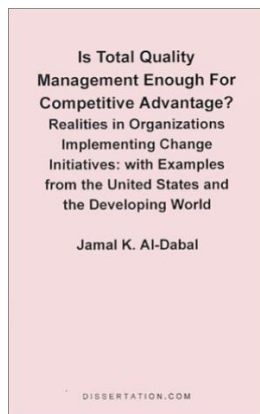 Is Total Quality
Management Enough For
Competitive Advantage?
Realities in Organizations
Implementing Change
Initiatives: with Examples
from the United States and
the Developing World
Jamal K. Al-Dabal
DISSERTATION.COM